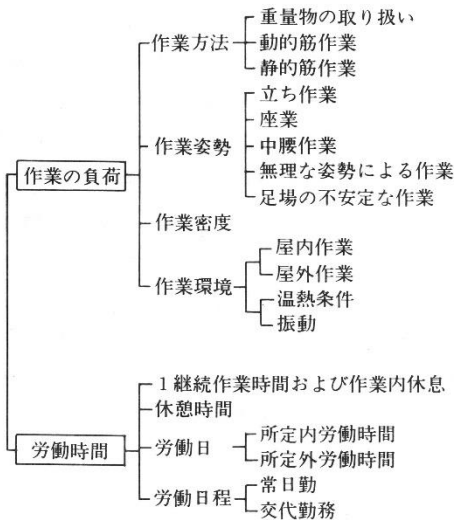 作業の負荷
作業方法
重量物の取り扱い
動的筋作業
静的筋作業
作業姿勢
立ち作業
座業
中腰作業
無理な姿勢による作業
足場の不安定な作業
作業密度
作業環境
屋内作業
屋外作業
温熱条件
振動
労働時間
1継続作業時間および作業内休息
休憩時間
労働日
所定内労働時間
所定外労働時間
労働日程
常日勤
交代勤務